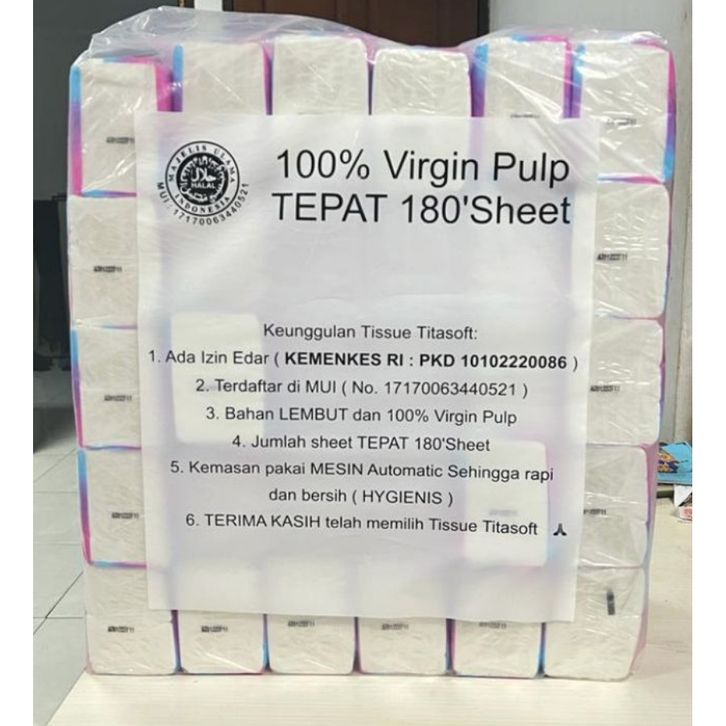 MAJELIS ULAMA
حلال
HALAL
INDONESIA
MUI: 17170063440521
100% Virgin Pulp
TEPAT 180'Sheet
Keunggulan Tissue Titasoft:
1. Ada Izin Edar ( KEMENKES RI : PKD 10102220086 )
2. Terdaftar di MUI ( No. 17170063440521 )
3. Bahan LEMBUT dan 100% Virgin Pulp
4. Jumlah sheet TEPAT 180'Sheet
5. Kemasan pakai MESIN Automatic Sehingga rapi
dan bersih ( HYGIENIS )
6. TERIMA KASIH telah memilih Tissue Titasoft